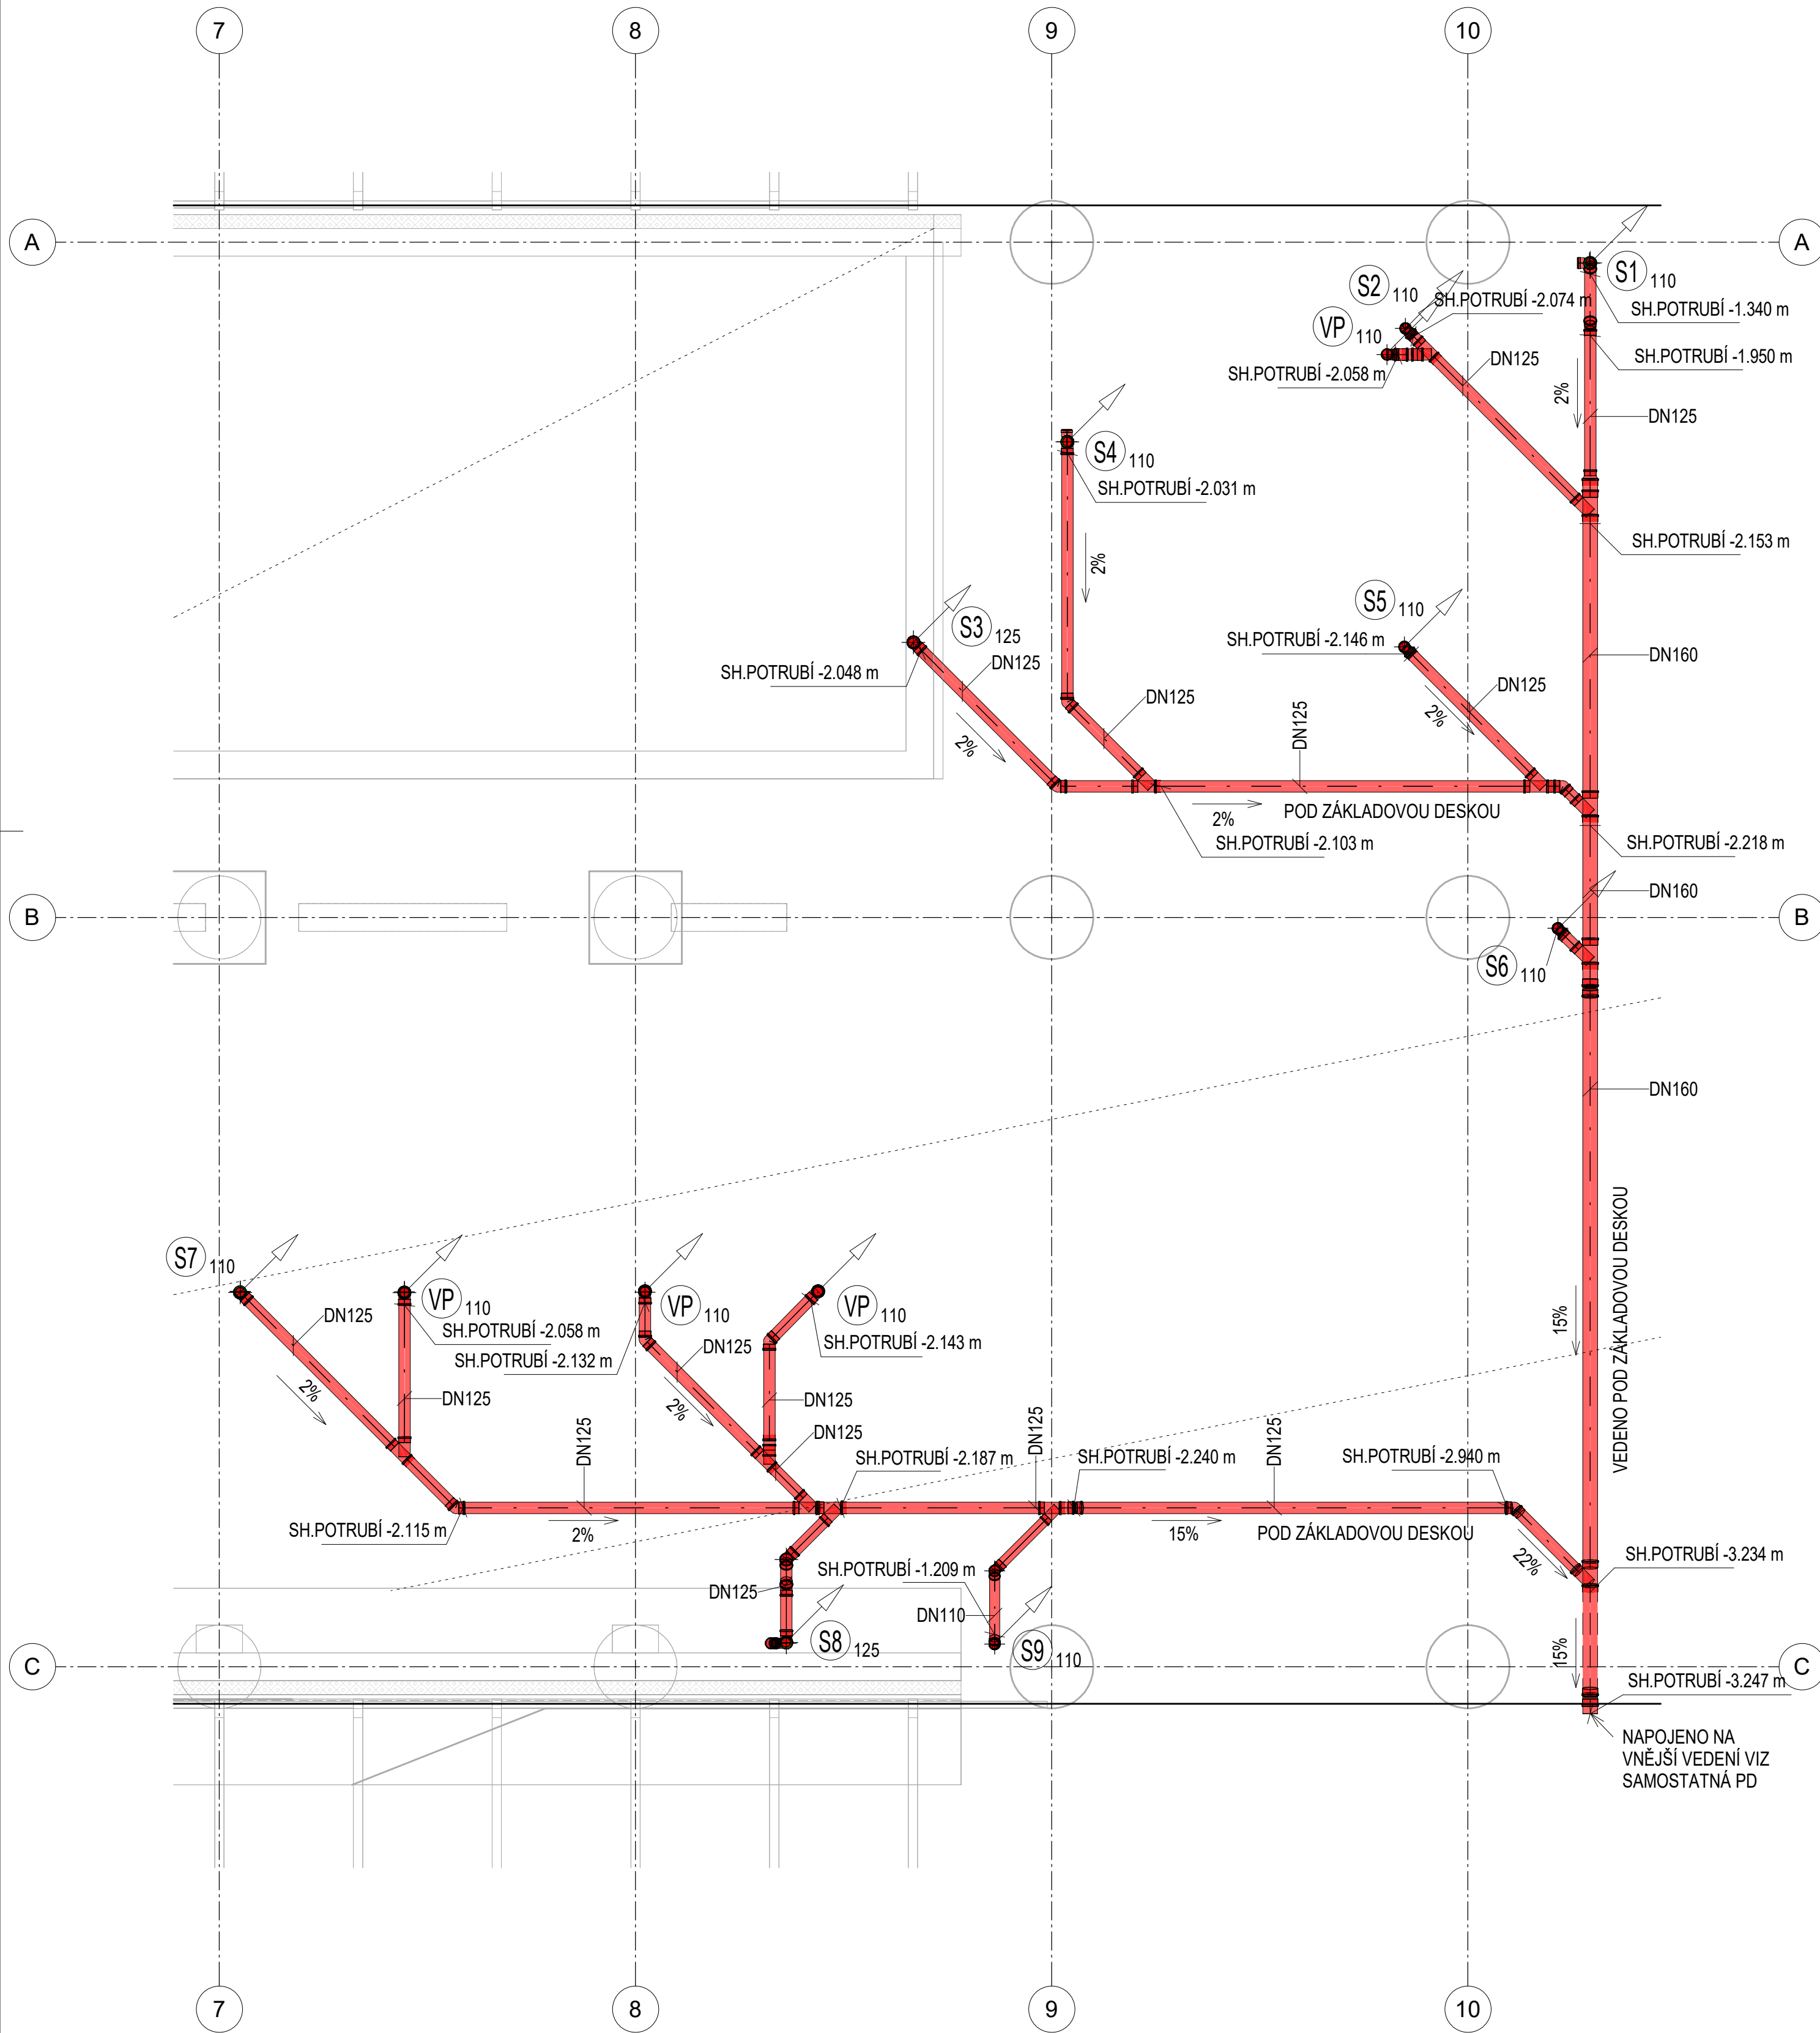 7
8
9
10
A
A
S1 110
S2 110
SH.POTRUBÍ -2.074 m
SH.POTRUBÍ -1.340 m
VP 110
SH.POTRUBÍ -1.950 m
DN125
SH.POTRUBÍ -2.058 m
2%
DN125
S4 110
SH.POTRUBÍ -2.031 m
SH.POTRUBÍ -2.153 m
2%
S5 110
S3 125
SH.POTRUBÍ -2.146 m
DN160
DN125
SH.POTRUBÍ -2.048 m
DN125
DN125
2%
DN125
2%
POD ZÁKLADOVOU DESKOU
2%
SH.POTRUBÍ -2.103 m
SH.POTRUBÍ -2.218 m
DN160
B
B
S6 110
DN160
VEDENO POD ZÁKLADOVOU DESKOU
15%
S7 110
VP 110
VP 110
VP 110
DN125
SH.POTRUBÍ -2.058 m
SH.POTRUBÍ -2.143 m
DN125
SH.POTRUBÍ -2.132 m
2%
DN125
2%
DN125
DN125
DN125
DN125
DN125
SH.POTRUBÍ -2.187 m
SH.POTRUBÍ -2.240 m
SH.POTRUBÍ -2.940 m
SH.POTRUBÍ -2.115 m
2%
15%
POD ZÁKLADOVOU DESKOU
22%
SH.POTRUBÍ -3.234 m
SH.POTRUBÍ -1.209 m
DN125
DN110
S8 125
S9 110
15%
C
C
SH.POTRUBÍ -3.247 m
NAPOJENO NA
VNĚJŠÍ VEDENÍ VIZ
SAMOSTATNÁ PD
7
8
9
10